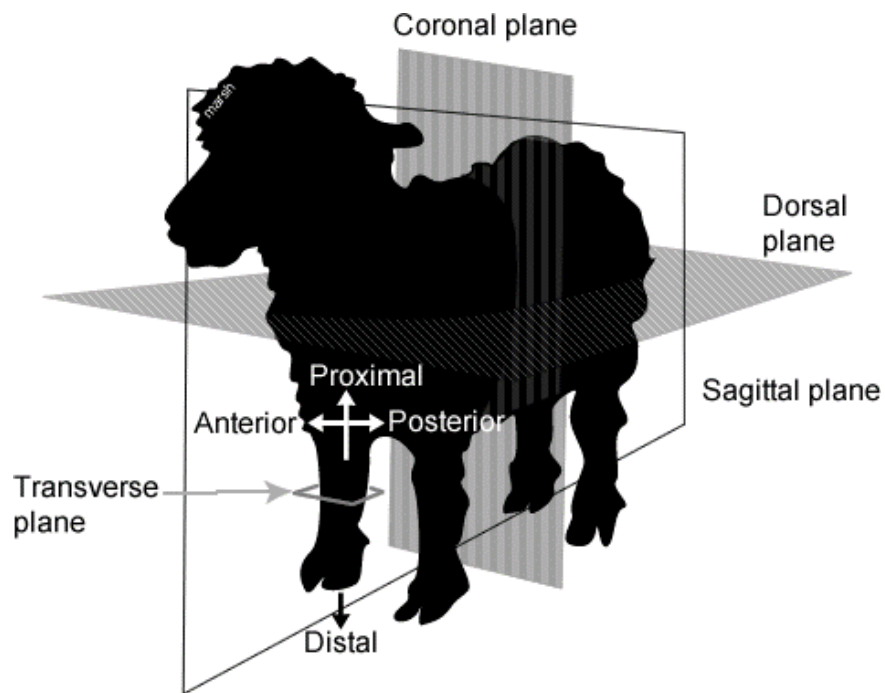 Coronal plane
marsh
Dorsal
plane
Proximal
Sagittal plane
Anterior
Posterior
Transverse
plane
Distal